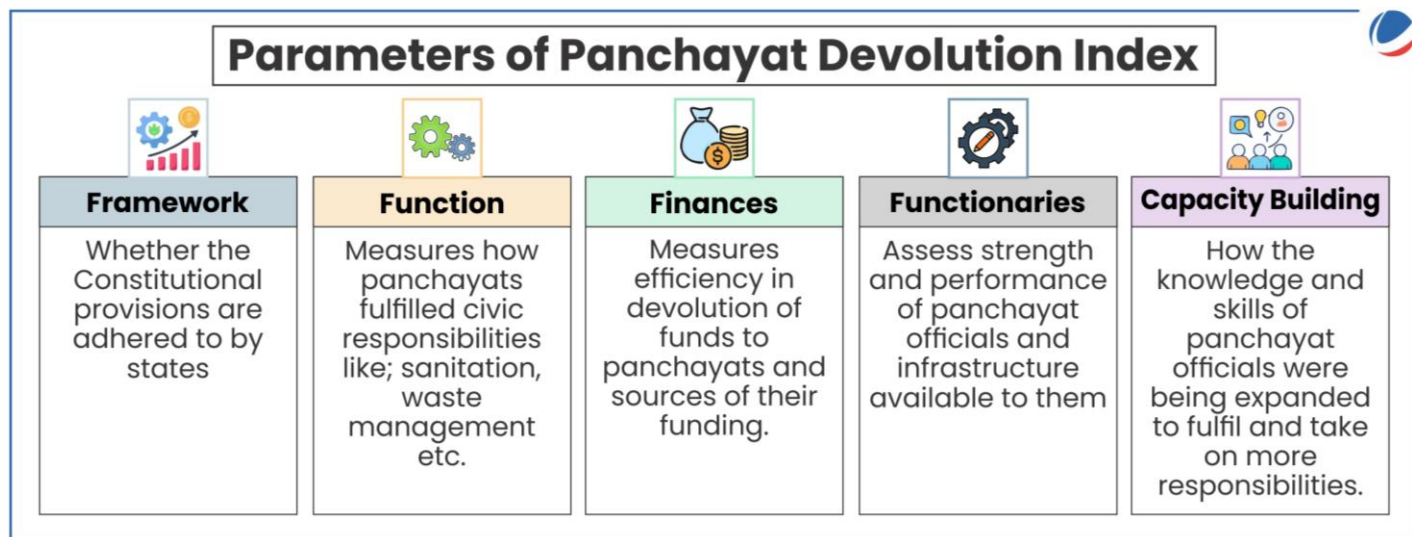 Parameters of Panchayat Devolution Index
Framework
Whether the
Constitutional
provisions are
adhered to by
states
Function
Measures how
panchayats
fulfilled civic
responsibilities
like; sanitation,
waste
management
etc.
Finances
Measures
efficiency in
devolution of
funds to
panchayats and
sources of their
funding.
Functionaries
Assess strength
and performance
of panchayat
officials and
infrastructure
available to them
Capacity Building
How the
knowledge and
skills of
panchayat
officials were
being expanded
to fulfil and take
on more
responsibilities.